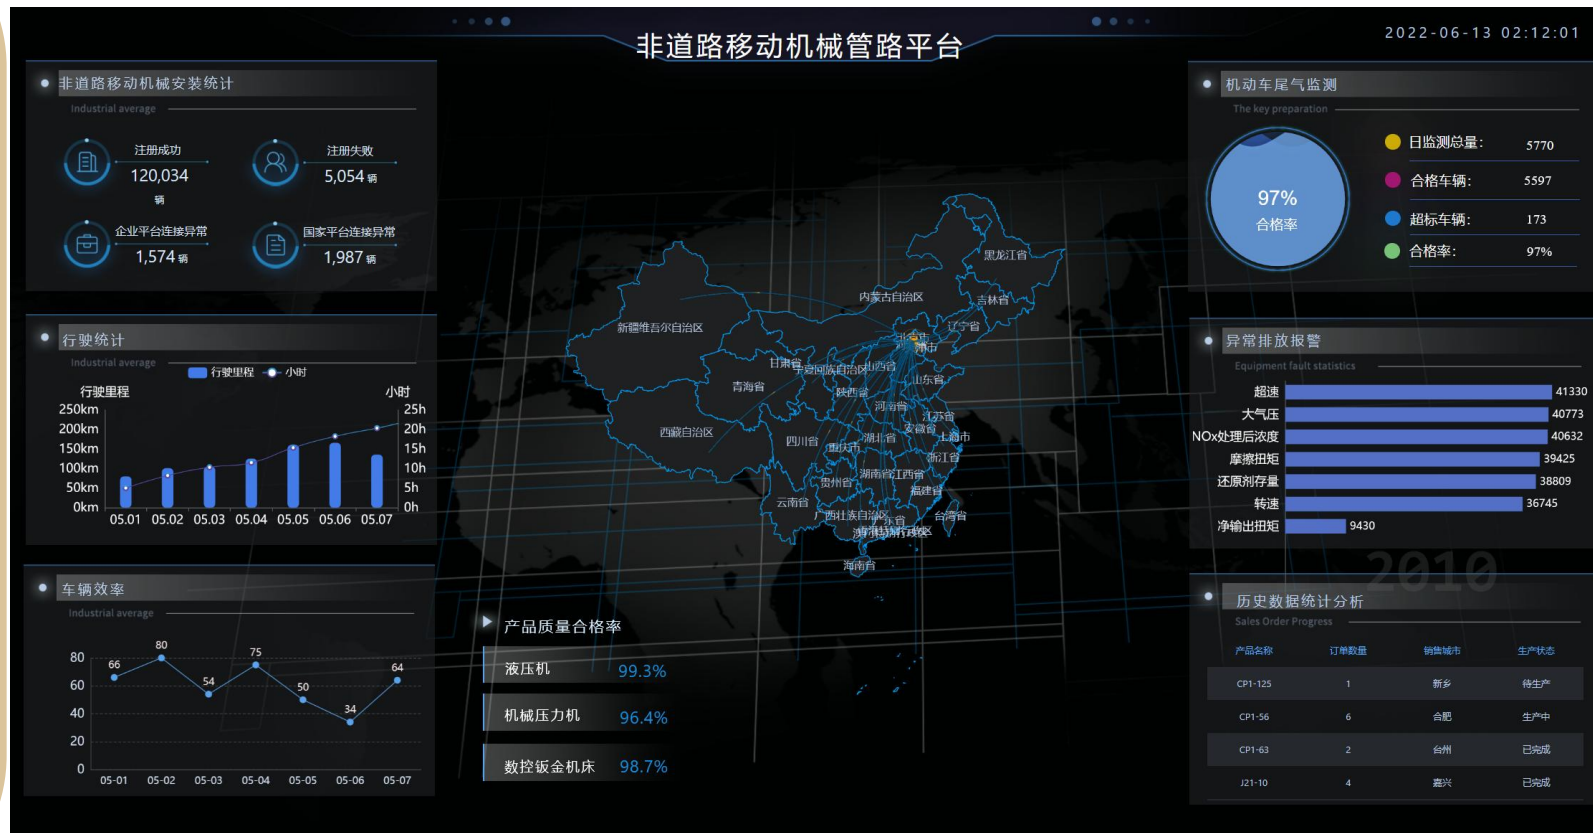 非道路移动机械管路平台
2022-06-13 02:12:01
非道路移动机械安装统计
Industrial average
注册成功
120,034
辆
注册失败
5,054 辆
企业平台连接异常
1,574 辆
国家平台连接异常
1,987 辆
行驶统计
Industrial average
行驶里程 小时
行驶里程 小时
250km 25h
200km 20h
150km 15h
100km 10h
50km 5h
0km 0h
05.01 05.02 05.03 05.04 05.05 05.06 05.07
车辆效率
Industrial average
80
60
40
20
0
66 80 54 75 50 34 64
05-01 05-02 05-03 05-04 05-05 05-06 05-07
黑龙江省
内蒙古自治区
吉林省
新疆维吾尔自治区
辽宁省
北京市
甘肃省
宁夏回族自治区
山西省
青海省
山东省
陕西省
河南省
江苏省
西藏自治区
四川省
重庆市
湖北省
安徽省
上海市
浙江省
贵州省
湖南省
江西省
福建省
云南省
广西壮族自治区
广东省
台湾省
海南省
产品质量合格率
液压机 99.3%
机械压力机 96.4%
数控钣金机床 98.7%
机动车尾气监测
The key preparation
97%
合格率
日监测总量: 5770
合格车辆: 5597
超标车辆: 173
合格率: 97%
异常排放报警
Equipment fault statistics
超速 41330
大气压 40773
NOx处理后浓度 40632
摩擦扭矩 39425
还原剂存量 38809
转速 36745
净输出扭矩 9430
2010
历史数据统计分析
Sales Order Progress
产品名称 订单数量 销售城市 生产状态
CP1-125 1 新乡 待生产
CP1-56 6 合肥 生产中
CP1-63 2 台州 已完成
J21-10 4 嘉兴 已完成